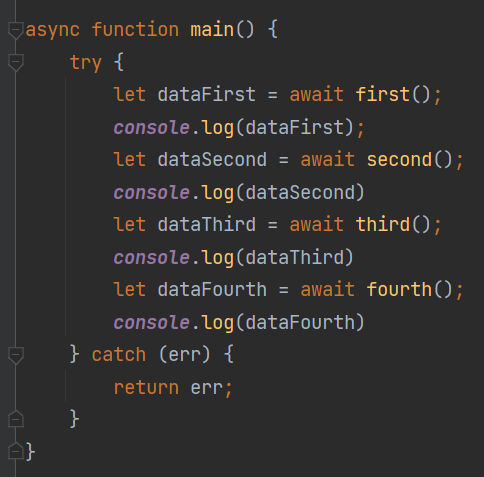 async function main() {
    try {
        let dataFirst = await first();
        console.log(dataFirst);
        let dataSecond = await second();
        console.log(dataSecond)
        let dataThird = await third();
        console.log(dataThird)
        let dataFourth = await fourth();
        console.log(dataFourth)
    } catch (err) {
        return err;
    }
}